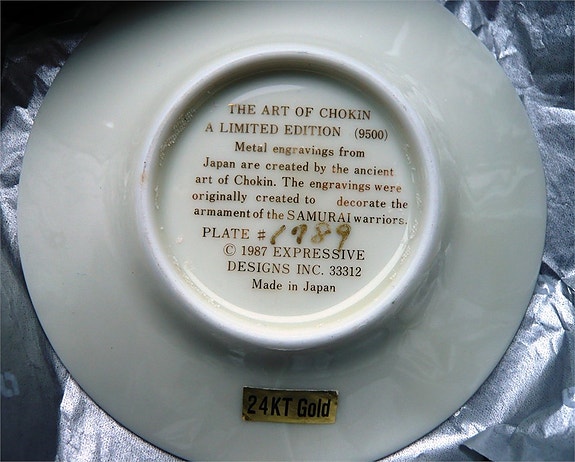 THE ART OF CHOKIN
A LIMITED EDITION (9500)
Metal engravings from
Japan are created by the ancient
art of Chokin. The engravings were
originally created to decorate the
armament of the SAMURAI warriors.
PLATE # 1989
© 1987 EXPRESSIVE
DESIGNS INC. 33312
Made in Japan
24KT Gold